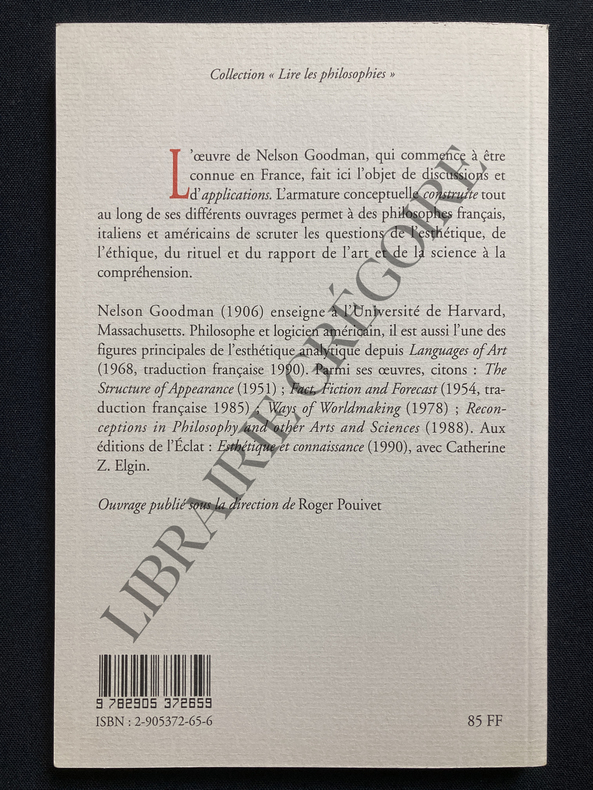 Collection « Lire les philosophies »
L'œuvre de Nelson Goodman, qui commence à être
connue en France, fait ici l'objet de discussions et
d'applications. L'armature conceptuelle construite tout
au long de ses différents ouvrages permet à des philosophes français,
italiens et américains de scruter les questions de l'esthétique, de
l'éthique, du rituel et du rapport de l'art et de la science à la
compréhension.
Nelson Goodman (1906) enseigne à l'Université de Harvard,
Massachusetts. Philosophe et logicien américain, il est aussi l'une des
figures principales de l'esthétique analytique depuis Languages of Art
(1968, traduction française 1990). Parmi ses œuvres, citons : The
Structure of Appearance (1951) ; Fact, Fiction and Forecast (1954, tra-
duction française 1985) ; Ways of Worldmaking (1978) ; Recon-
ceptions in Philosophy and other Arts and Sciences (1988). Aux
éditions de l'Éclat : Esthétique et connaissance (1990), avec Catherine
Z. Elgin.
Ouvrage publié sous la direction de Roger Pouivet
LIBRAIRIE GRÉGOIRE
9 782905 372659
ISBN : 2-905372-65-6
85 FF